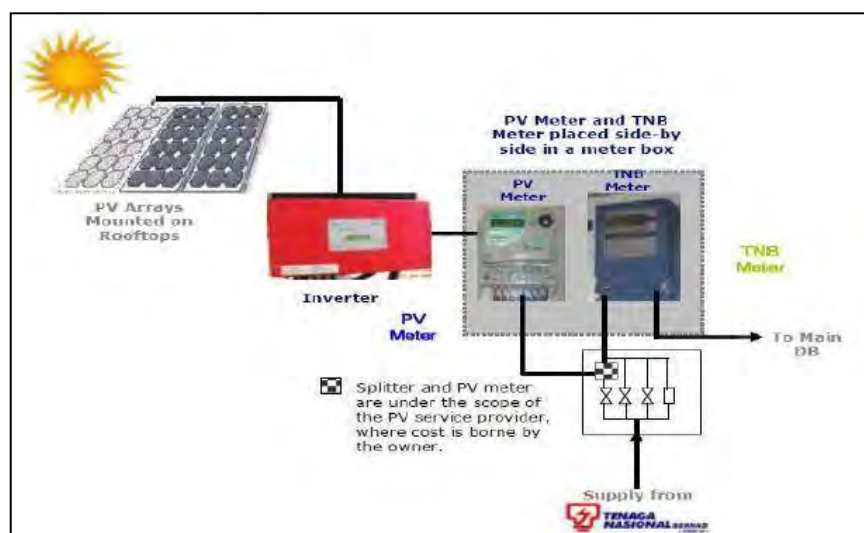 PV Meter and TNB
Meter placed side-by
side in a meter box
PV
Meter
TNB
Meter
PV Arrays
Mounted on
Rooftops
TNB
Meter
Inverter
PV
Meter
To Main
DB
Splitter and PV meter
are under the scope of
the PV service provider,
where cost is borne by
the owner.
Supply from
TENAGA
NASIONAL BERHAD